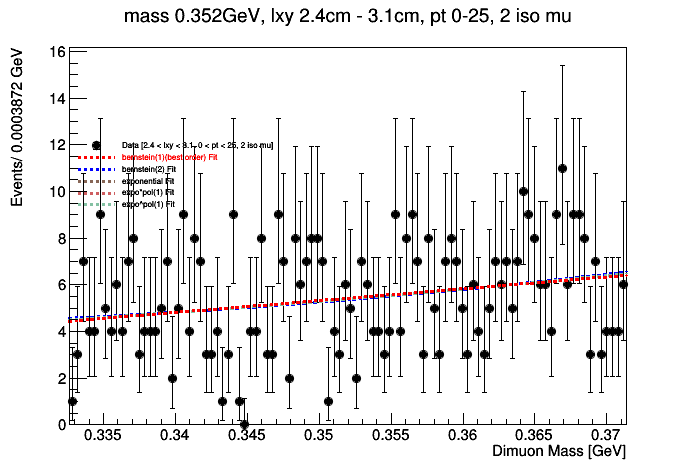 mass 0.352GeV, lxy 2.4cm - 3.1cm, pt 0-25, 2 iso mu
Events/ 0.0003872 GeV
16
14
12
10
8
6
4
2
0
Data [2.4 < lxy < 3.1, 0 < pt < 25, 2 iso mu]
bernstein(1)(best order) Fit
bernstein(2) Fit
exponential Fit
expo*pol(1) Fit
expo^pol(1) Fit
0.335 0.34 0.345 0.35 0.355 0.36 0.365 0.37
Dimuon Mass [GeV]